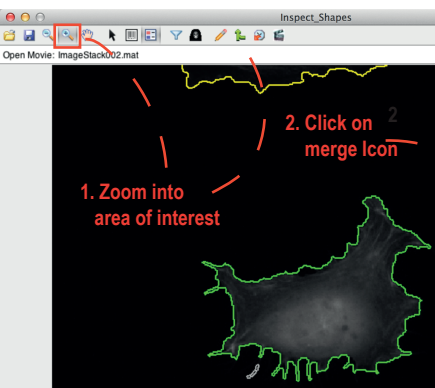 Inspect_Shapes
Open Movie: ImageStack002.mat
2
2. Click on
merge Icon
1. Zoom into
area of interest